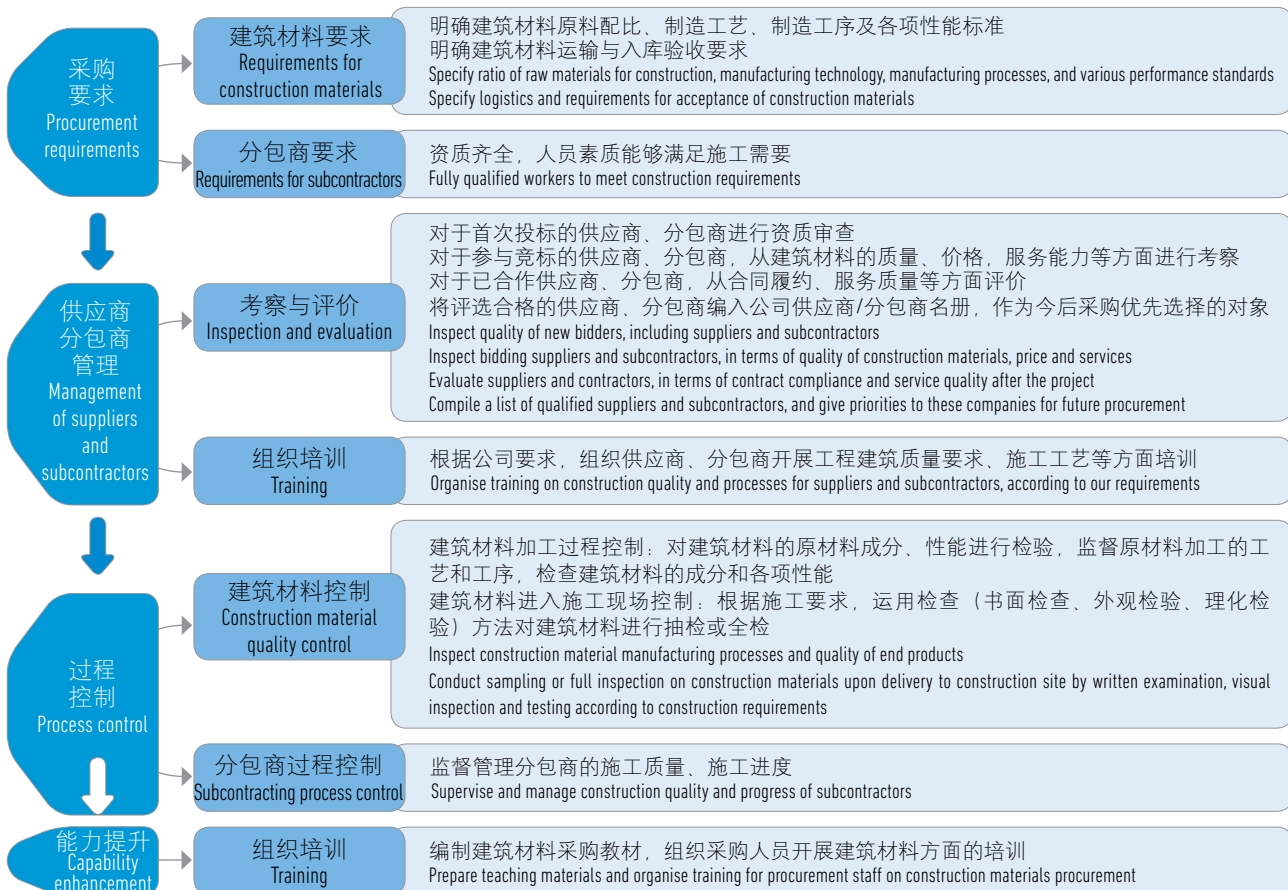 采购
要求
Procurement
requirements
建筑材料要求
Requirements for
construction materials
明确建筑材料原料配比、制造工艺、制造工序及各项性能标准
明确建筑材料运输与入库验收要求
Specify ratio of raw materials for construction, manufacturing technology, manufacturing processes, and various performance standards
Specify logistics and requirements for acceptance of construction materials
分包商要求
Requirements for subcontractors
资质齐全，人员素质能够满足施工需要
Fully qualified workers to meet construction requirements
供应商
分包商
管理
Management
of suppliers
and
subcontractors
考察与评价
Inspection and evaluation
对于首次投标的供应商、分包商进行资质审查
对于参与竞标的供应商、分包商，从建筑材料的质量、价格，服务能力等方面进行考察
对于已合作供应商、分包商，从合同履约、服务质量等方面评价
将评选合格的供应商、分包商编入公司供应商/分包商名册，作为今后采购优先选择的对象
Inspect quality of new bidders, including suppliers and subcontractors
Inspect bidding suppliers and subcontractors, in terms of quality of construction materials, price and services
Evaluate suppliers and contractors, in terms of contract compliance and service quality after the project
Compile a list of qualified suppliers and subcontractors, and give priorities to these companies for future procurement
组织培训
Training
根据公司要求，组织供应商、分包商开展工程建筑质量要求、施工工艺等方面培训
Organise training on construction quality and processes for suppliers and subcontractors, according to our requirements
过程
控制
Process control
建筑材料控制
Construction material
quality control
建筑材料加工过程控制：对建筑材料的原材料成分、性能进行检验，监督原材料加工的工
艺和工序，检查建筑材料的成分和各项性能
建筑材料进入施工现场控制：根据施工要求，运用检查（书面检查、外观检验、理化检
验）方法对建筑材料进行抽检或全检
Inspect construction material manufacturing processes and quality of end products
Conduct sampling or full inspection on construction materials upon delivery to construction site by written examination, visual
inspection and testing according to construction requirements
分包商过程控制
Subcontracting process control
监督管理分包商的施工质量、施工进度
Supervise and manage construction quality and progress of subcontractors
能力提升
Capability
enhancement
组织培训
Training
编制建筑材料采购教材，组织采购人员开展建筑材料方面的培训
Prepare teaching materials and organise training for procurement staff on construction materials procurement